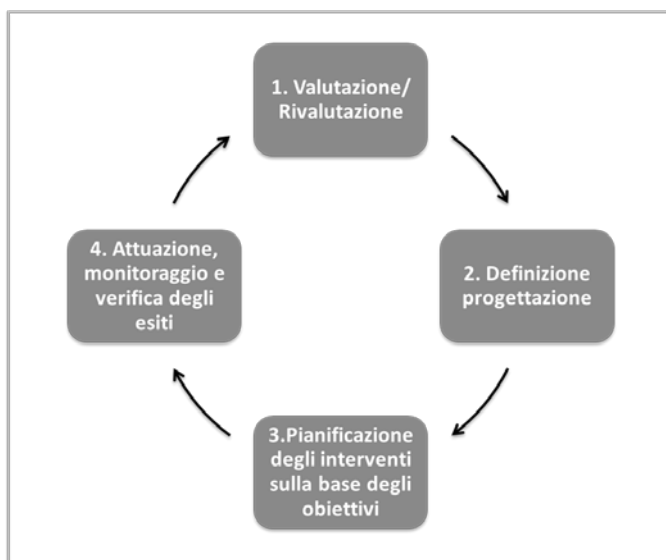 1. Valutazione/
Rivalutazione
2. Definizione
progettazione
3.Pianificazione
degli interventi
sulla base degli
obiettivi
4. Attuazione,
monitoraggio e
verifica degli
esiti